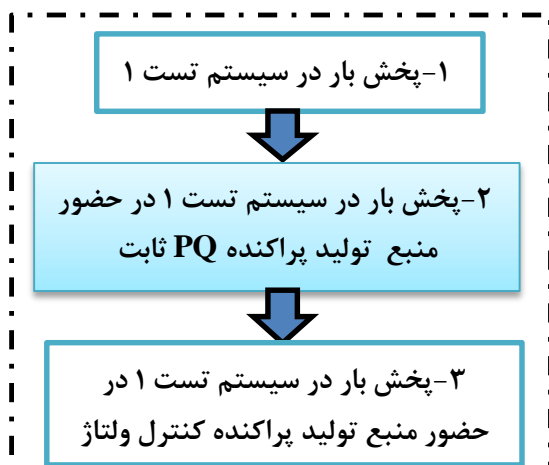 ۱-پخش بار در سیستم تست ۱
۲-پخش بار در سیستم تست ۱ در حضور
منبع تولید پراکنده PQ ثابت
۳-پخش بار در سیستم تست ۱ در
حضور منبع تولید پراکنده کنترل ولتاژ